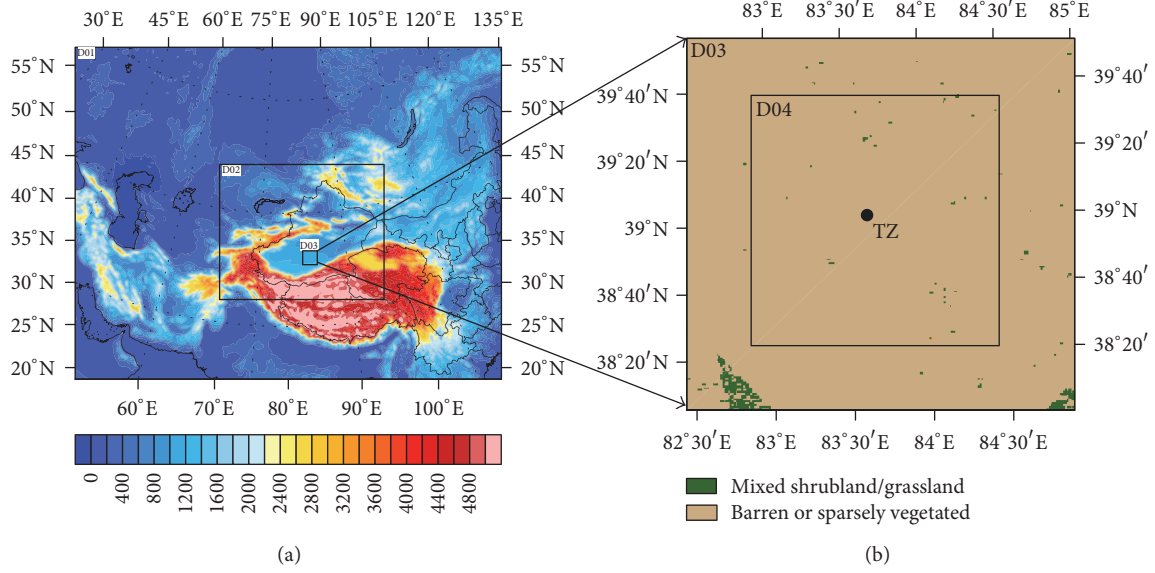 30°E 45°E 60°E 75°E 90°E 105°E 120°E 135°E
D01
55°N 55°N
50°N 50°N
45°N 45°N
D02
40°N 40°N
35°N 35°N
D03
30°N 30°N
25°N 25°N
20°N 20°N
60°E 70°E 80°E 90°E 100°E
0 400 800 1200 1600 2000 2400 2800 3200 3600 4000 4400 4800
(a)
83°E 83°30′E 84°E 84°30′E 85°E
D03
39°40′N 39°40′
D04
39°20′N 39°20′N
TZ
39°N 39°N
38°40′N 38°40′N
38°20′N 38°20′
82°30′E 83°E 83°30′E 84°E 84°30′E
Mixed shrubland/grassland
Barren or sparsely vegetated
(b)